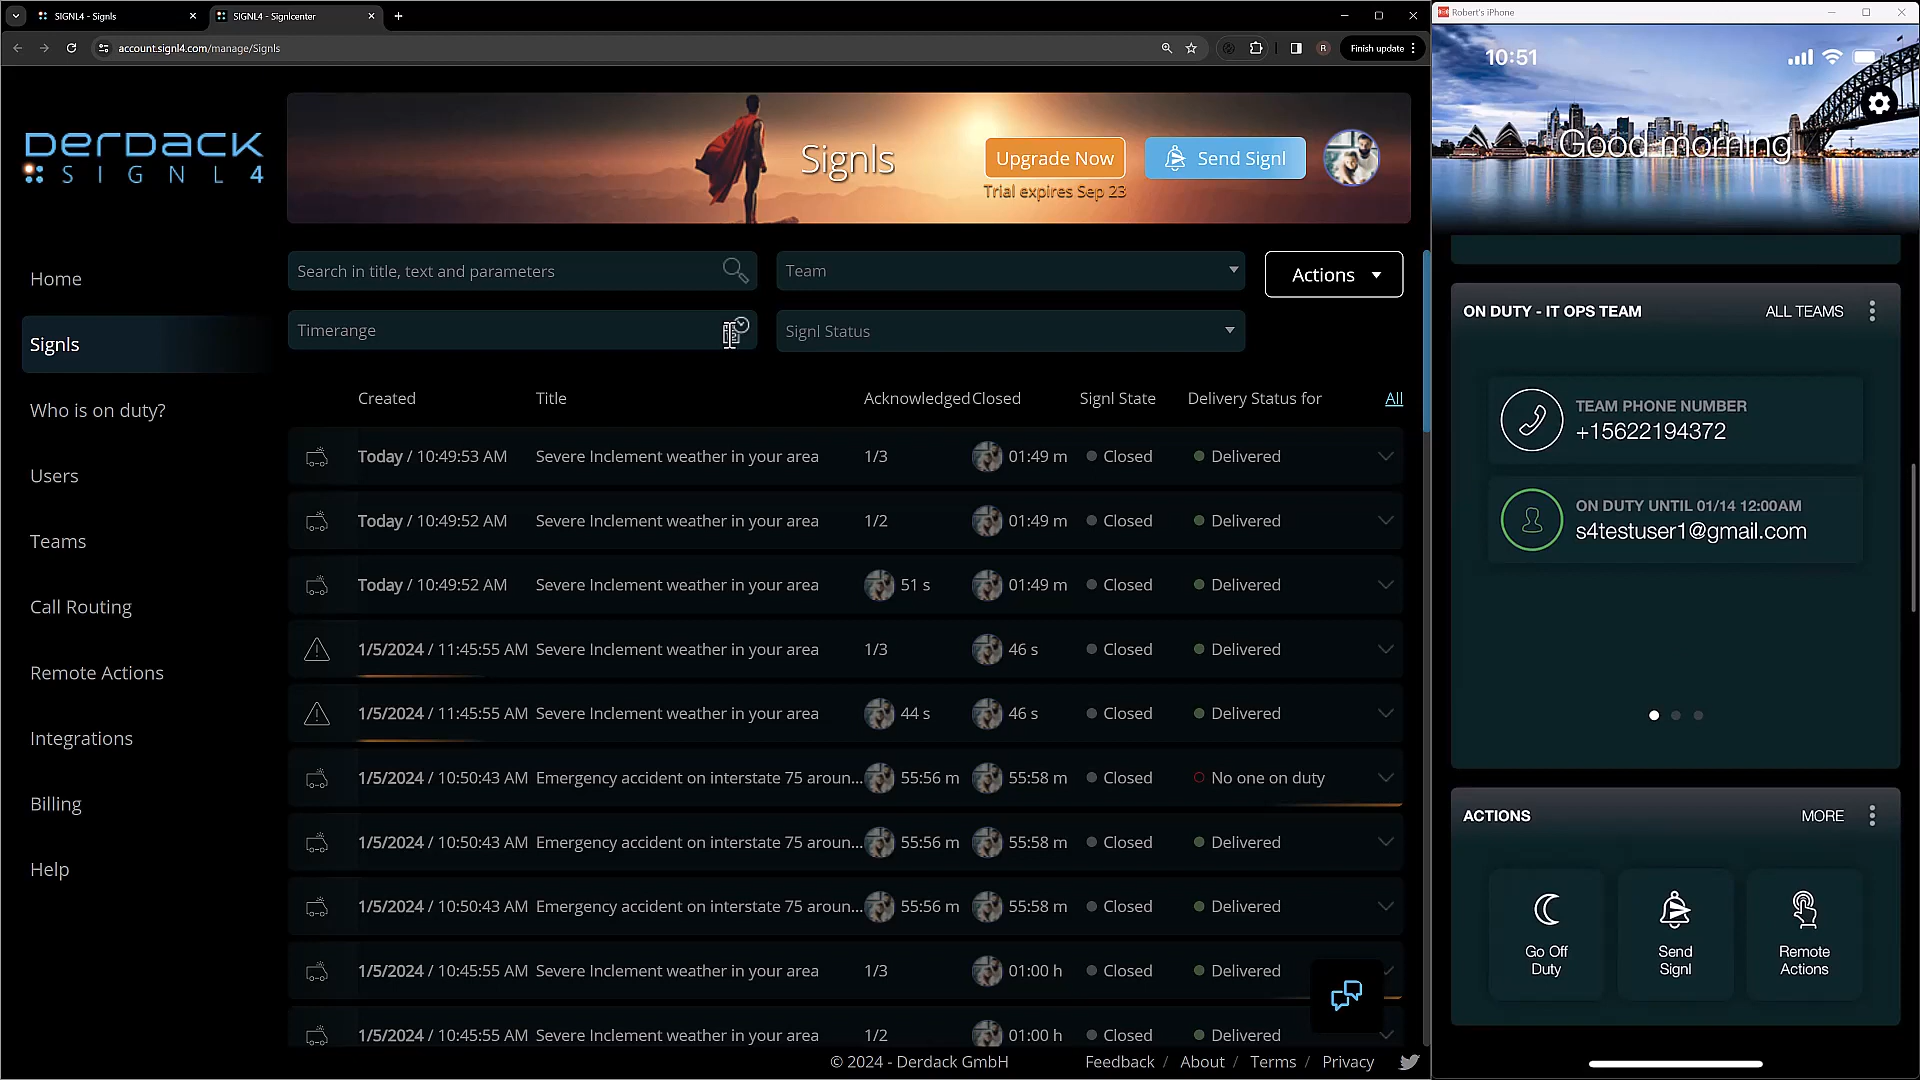 SIGNL4 - Signls
SIGNL4 - Signlcenter
account.signl4.com/manage/Signls
R
Finish update
DERDACK
SIGNL4
Signls
Upgrade Now
Trial expires Sep 23
Send Signl
Home
Signls
Who is on duty?
Users
Teams
Call Routing
Remote Actions
Integrations
Billing
Help
Search in title, text and parameters
Team
Actions
Timerange
Signl Status
Created Title Acknowledged Closed Signl State Delivery Status for All
Today / 10:49:53 AM Severe Inclement weather in your area 1/3 01:49 m Closed Delivered
Today / 10:49:52 AM Severe Inclement weather in your area 1/2 01:49 m Closed Delivered
Today / 10:49:52 AM Severe Inclement weather in your area 51 s 01:49 m Closed Delivered
1/5/2024 / 11:45:55 AM Severe Inclement weather in your area 1/3 46 s Closed Delivered
1/5/2024 / 11:45:55 AM Severe Inclement weather in your area 44 s 46 s Closed Delivered
1/5/2024 / 10:50:43 AM Emergency accident on interstate 75 aroun... 55:56 m 55:58 m Closed No one on duty
1/5/2024 / 10:50:43 AM Emergency accident on interstate 75 aroun... 55:56 m 55:58 m Closed Delivered
1/5/2024 / 10:50:43 AM Emergency accident on interstate 75 aroun... 55:56 m 55:58 m Closed Delivered
1/5/2024 / 10:45:55 AM Severe Inclement weather in your area 1/3 01:00 h Closed Delivered
1/5/2024 / 10:45:55 AM Severe Inclement weather in your area 1/2 01:00 h Closed Delivered
© 2024 - Derdack GmbH Feedback / About / Terms / Privacy
Robert's iPhone
10:51
Good morning
ON DUTY - IT OPS TEAM ALL TEAMS
TEAM PHONE NUMBER
+15622194372
ON DUTY UNTIL 01/14 12:00AM
s4testuser1@gmail.com
ACTIONS MORE
Go Off
Duty
Send
Signl
Remote
Actions